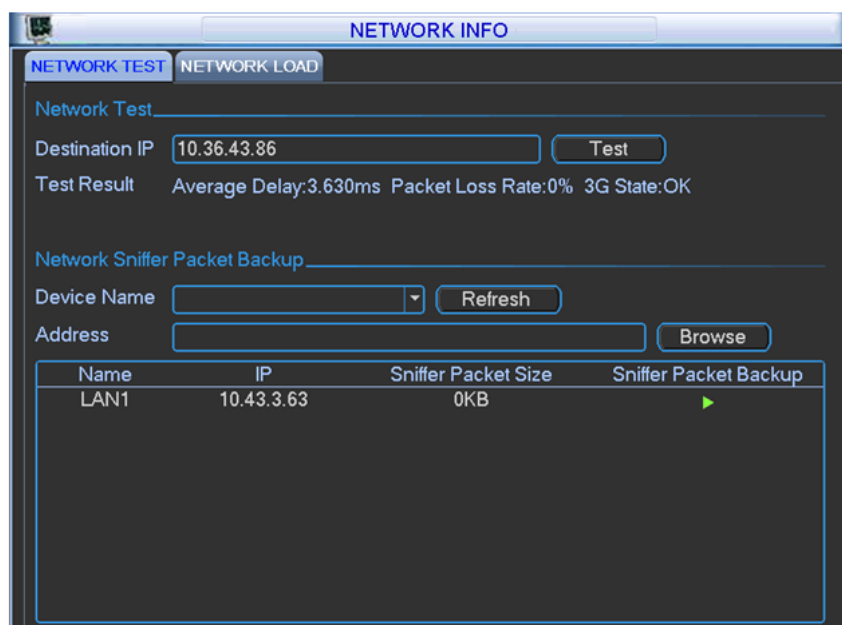 NETWORK INFO
NETWORK TEST NETWORK LOAD
Network Test
Destination IP 10.36.43.86 Test
Test Result Average Delay:3.630ms Packet Loss Rate:0% 3G State:OK
Network Sniffer Packet Backup
Device Name Refresh
Address Browse
Name IP Sniffer Packet Size Sniffer Packet Backup
LAN1 10.43.3.63 0KB